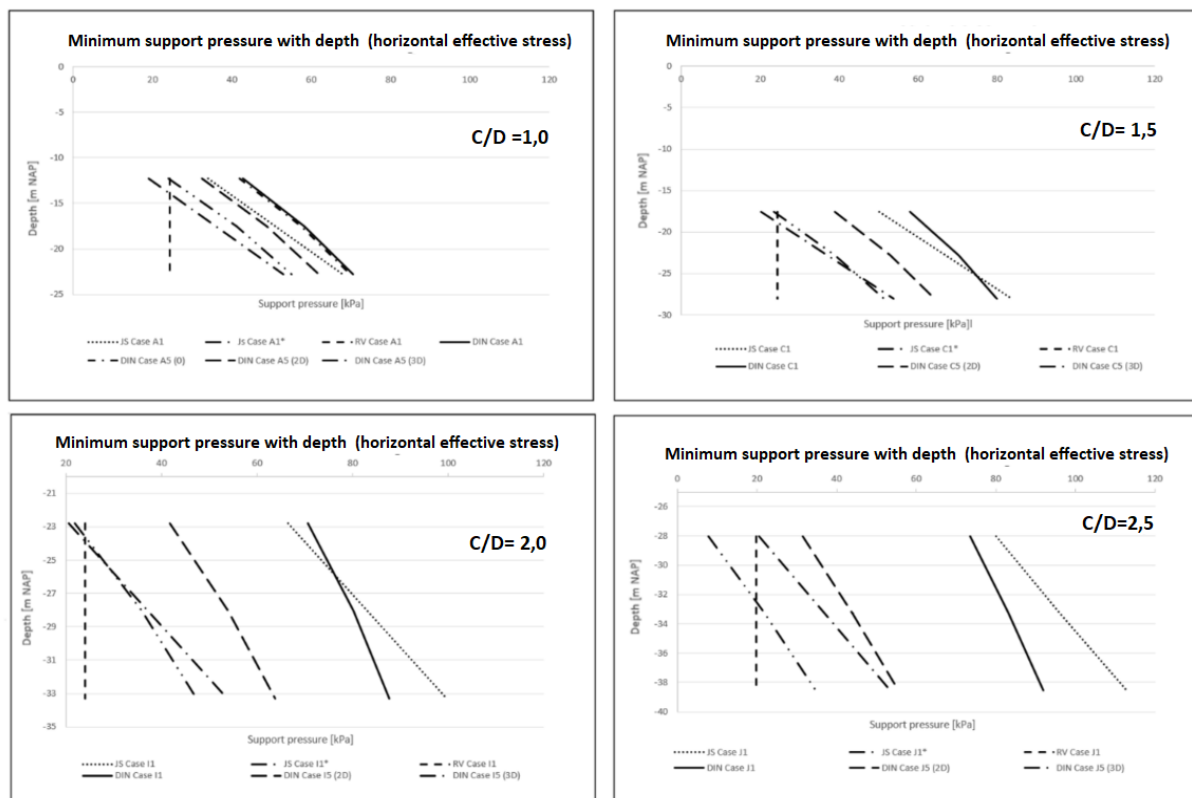 Minimum support pressure with depth (horizontal effective stress)
0 20 40 60 80 100 120
0
-5
-10
-15
-20
-25
Depth [m NAP]
C/D =1,0
Support pressure [kPa]
JS Case A1
JS Case A1*
RV Case A1
DIN Case A1
DIN Case A5 (0)
DIN Case A5 (2D)
DIN Case A5 (3D)
Minimum support pressure with depth (horizontal effective stress)
0 20 40 60 80 100 120
0
-5
-10
-15
-20
-25
-30
Depth [m NAP]
C/D= 1,5
Support pressure [kPa]l
JS Case C1
JS Case C1*
RV Case C1
DIN Case C1
DIN Case C5 (2D)
DIN Case C5 (3D)
Minimum support pressure with depth (horizontal effective stress)
20 40 60 80 100 120
-21
-23
-25
-27
-29
-31
-33
-35
Depth [m NAP]
C/D= 2,0
Support pressure [kPa]
JS Case I1
JS Case I1*
RV Case I1
DIN Case I1
DIN Case I5 (2D)
DIN Case I5 (3D)
Minimum support pressure with depth (horizontal effective stress)
0 20 40 60 80 100 120
-26
-28
-30
-32
-34
-36
-38
-40
Depth [m NAP]
C/D=2,5
Support pressure [kPa]
JS Case J1
JS Case J1*
RV Case J1
DIN Case J1
DIN Case J5 (2D)
DIN Case J5 (3D)